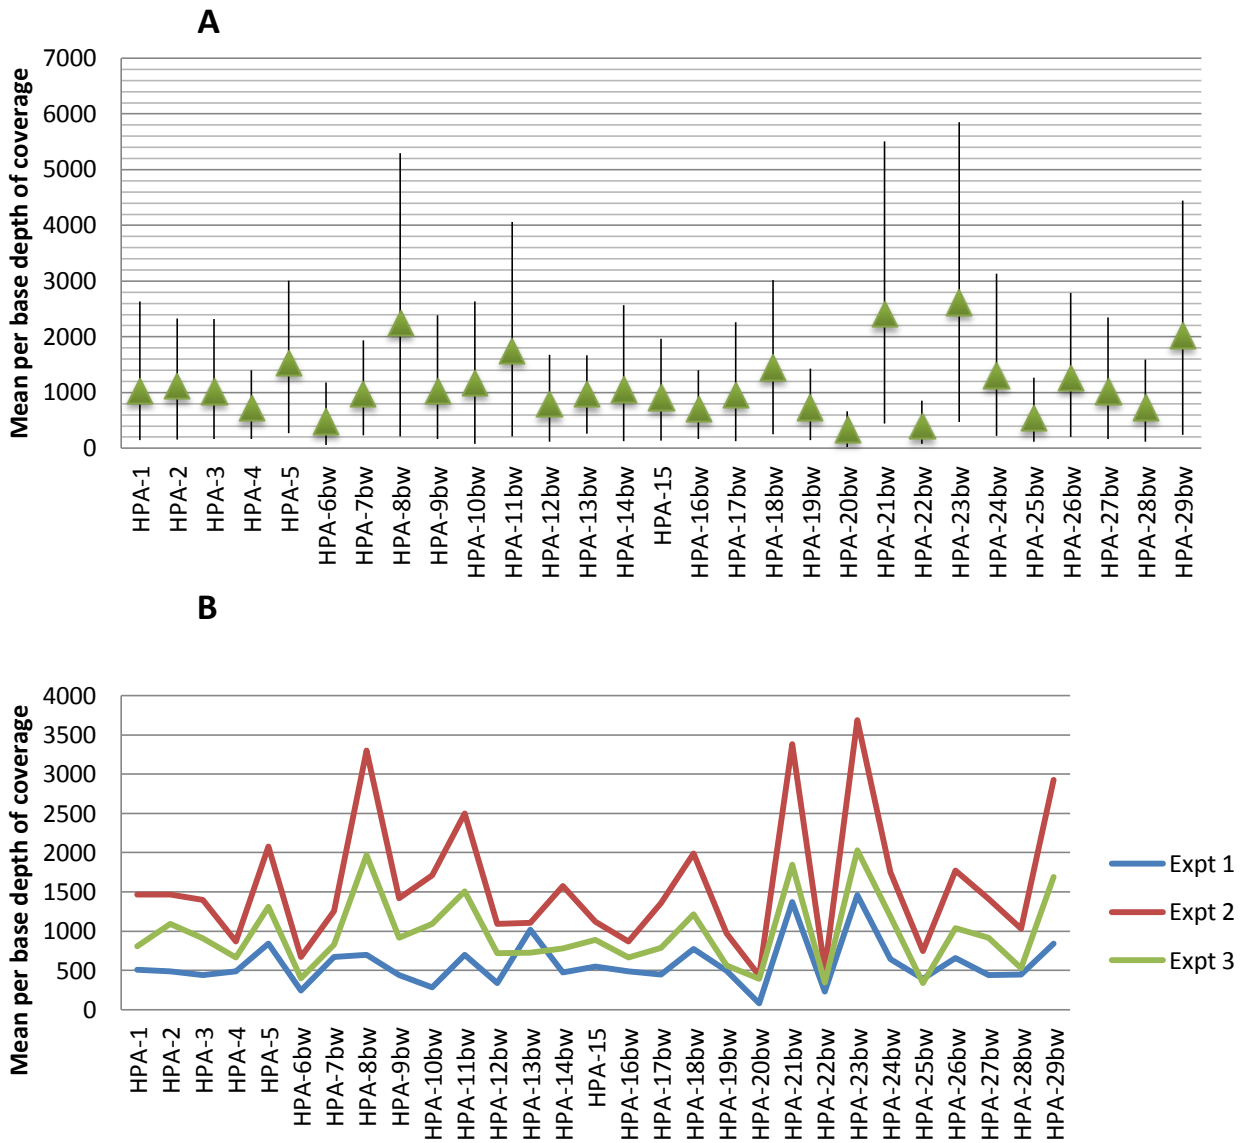 A
Mean per base depth of coverage
7000
6000
5000
4000
3000
2000
1000
0
HPA-1
HPA-2
HPA-3
HPA-4
HPA-5
HPA-6bw
HPA-7bw
HPA-8bw
HPA-9bw
HPA-10bw
HPA-11bw
HPA-12bw
HPA-13bw
HPA-14bw
HPA-15
HPA-16bw
HPA-17bw
HPA-18bw
HPA-19bw
HPA-20bw
HPA-21bw
HPA-22bw
HPA-23bw
HPA-24bw
HPA-25bw
HPA-26bw
HPA-27bw
HPA-28bw
HPA-29bw
B
Mean per base depth of coverage
4000
3500
3000
2500
2000
1500
1000
500
0
HPA-1
HPA-2
HPA-3
HPA-4
HPA-5
HPA-6bw
HPA-7bw
HPA-8bw
HPA-9bw
HPA-10bw
HPA-11bw
HPA-12bw
HPA-13bw
HPA-14bw
HPA-15
HPA-16bw
HPA-17bw
HPA-18bw
HPA-19bw
HPA-20bw
HPA-21bw
HPA-22bw
HPA-23bw
HPA-24bw
HPA-25bw
HPA-26bw
HPA-27bw
HPA-28bw
HPA-29bw
Expt 1
Expt 2
Expt 3